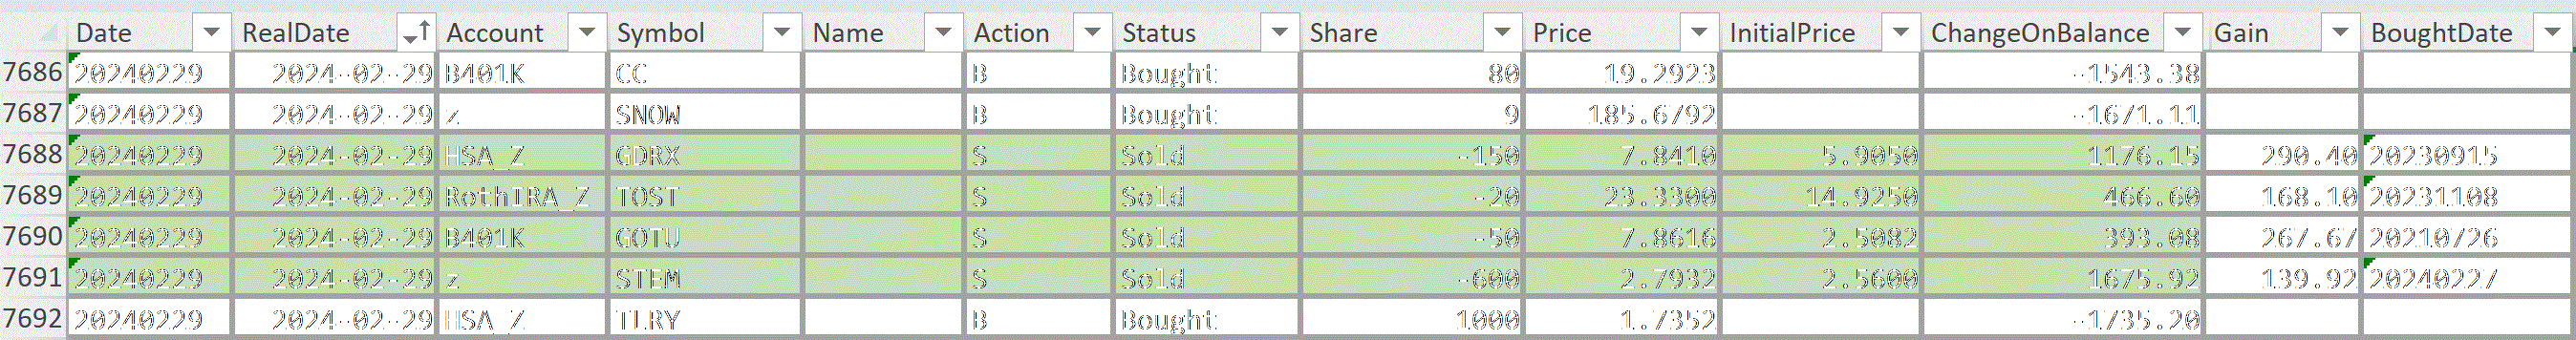 Date RealDate Account Symbol Name Action Status Share Price InitialPrice ChangeOnBalance Gain BoughtDate
7686 20240229 2024-02-29 B401K CC B Bought 80 19.2923 -1543.38
7687 20240229 2024-02-29 z SNOW B Bought 9 185.6792 -1671.11
7688 20240229 2024-02-29 HSA_Z GDRX S Sold -150 7.8410 5.9050 1176.15 290.40 20230915
7689 20240229 2024-02-29 RothIRA_Z TOST S Sold -20 23.3300 14.9250 466.60 168.10 20231108
7690 20240229 2024-02-29 B401K GOTU S Sold -50 7.8616 2.5082 393.08 267.67 20210726
7691 20240229 2024-02-29 z STEM S Sold -600 2.7932 2.5600 1675.92 139.92 20240227
7692 20240229 2024-02-29 HSA_Z TLRY B Bought 1000 1.7352 -1735.20